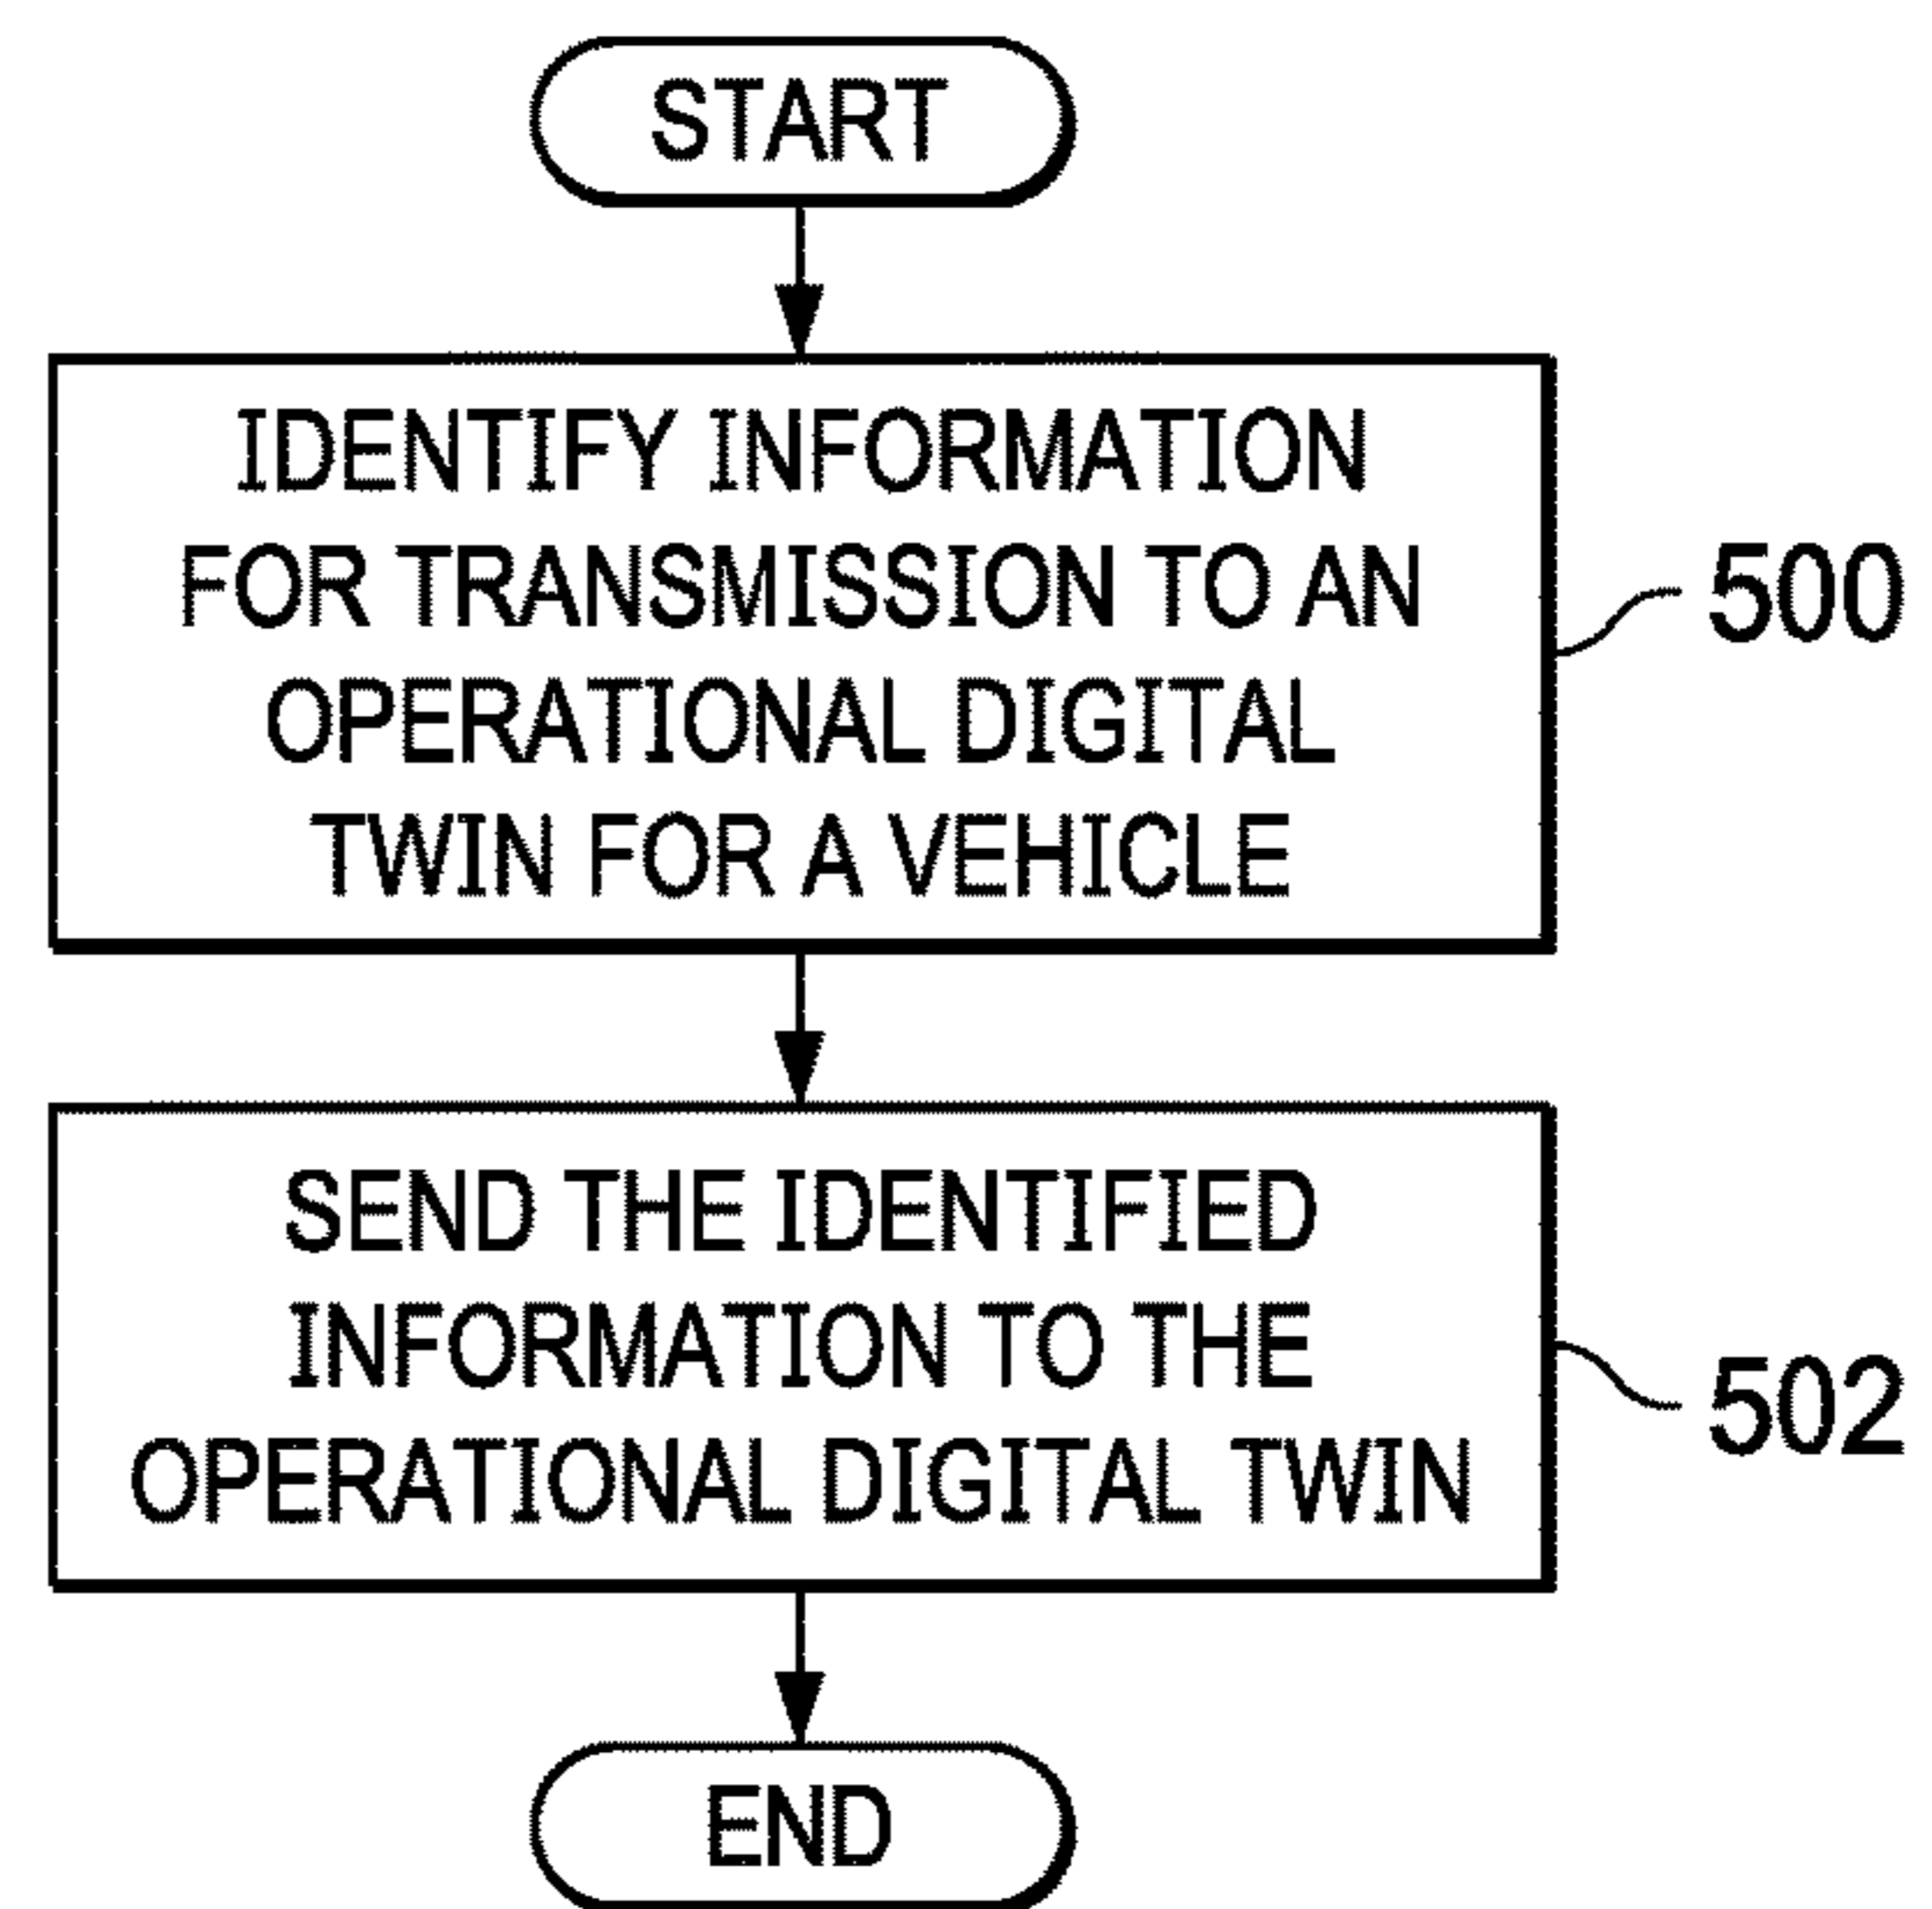 START
IDENTIFY INFORMATION
FOR TRANSMISSION TO AN
OPERATIONAL DIGITAL
TWIN FOR A VEHICLE
500
SEND THE IDENTIFIED
INFORMATION TO THE
OPERATIONAL DIGITAL TWIN
502
END